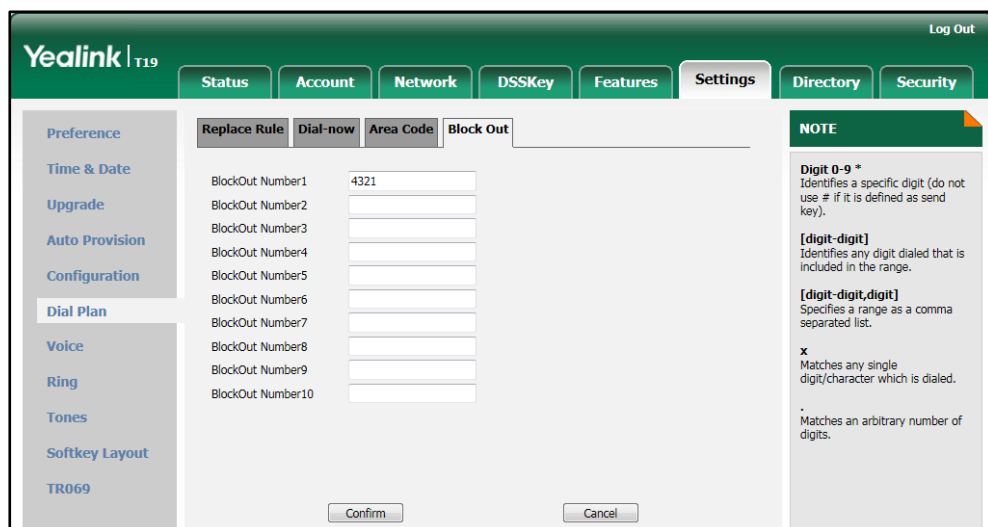 Log Out
Yealink | T19
Status Account Network DSSKey Features Settings Directory Security
Preference
Time & Date
Upgrade
Auto Provision
Configuration
Dial Plan
Voice
Ring
Tones
Softkey Layout
TR069
Replace Rule Dial-now Area Code Block Out
BlockOut Number1 4321
BlockOut Number2
BlockOut Number3
BlockOut Number4
BlockOut Number5
BlockOut Number6
BlockOut Number7
BlockOut Number8
BlockOut Number9
BlockOut Number10
Confirm Cancel
NOTE
Digit 0-9 *
Identifies a specific digit (do not
use # if it is defined as send
key).
[digit-digit]
Identifies any digit dialed that is
included in the range.
[digit-digit,digit]
Specifies a range as a comma
separated list.
x
Matches any single
digit/character which is dialed.
.
Matches an arbitrary number of
digits.